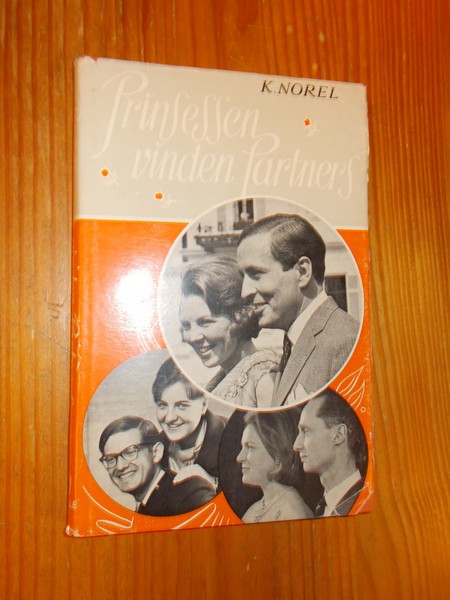 K. NOREL
Prinsessen
vinden Partners